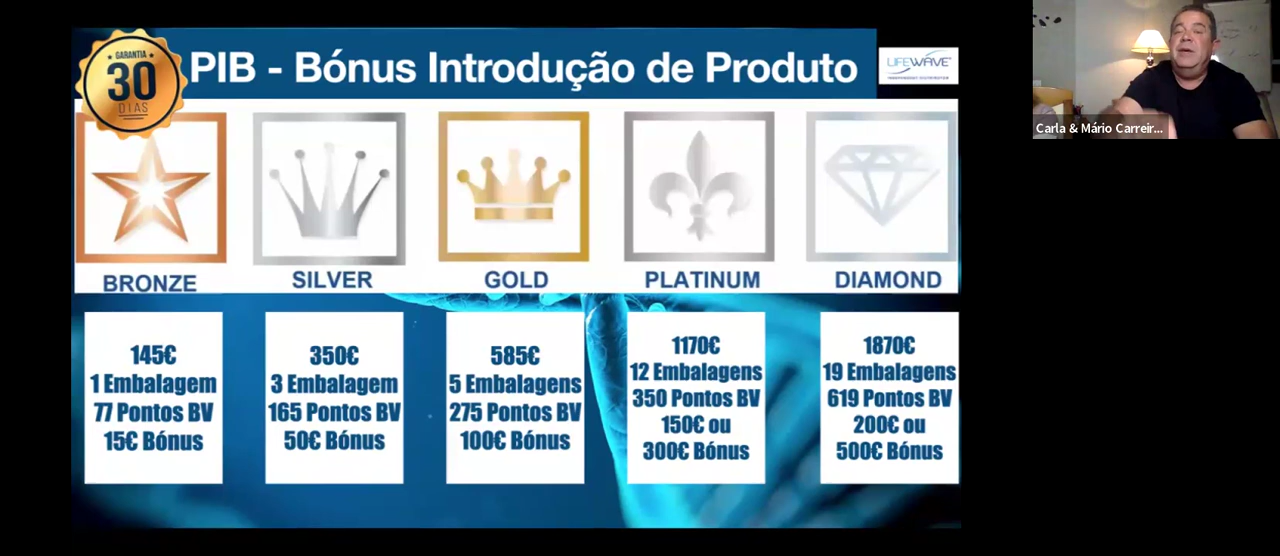 GARANTIA
30
DIAS
PIB - Bónus Introdução de Produto
LIFEWAVE
INDEPENDENT DISTRIBUTOR
Carla & Mário Carreir...
BRONZE
SILVER
GOLD
PLATINUM
DIAMOND
145€
1 Embalagem
77 Pontos BV
15€ Bónus
350€
3 Embalagem
165 Pontos BV
50€ Bónus
585€
5 Embalagens
275 Pontos BV
100€ Bónus
1170€
12 Embalagens
350 Pontos BV
150€ ou
300€ Bónus
1870€
19 Embalagens
619 Pontos BV
200€ ou
500€ Bónus